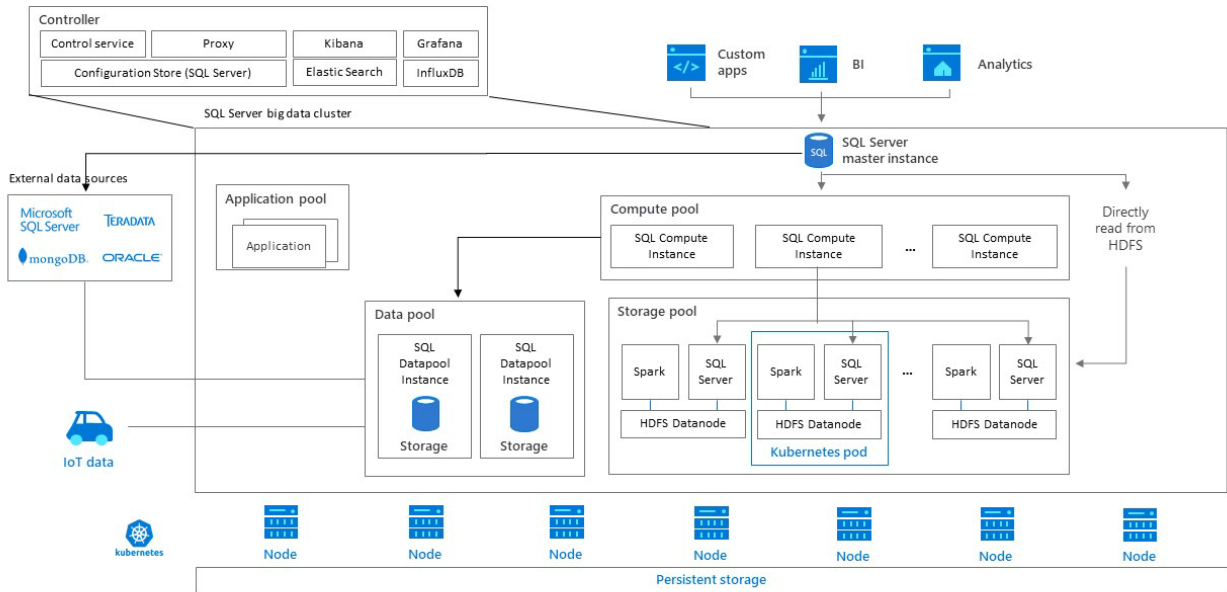 Controller
Control service
Proxy
Kibana
Grafana
Configuration Store (SQL Server)
Elastic Search
InfluxDB
Custom
apps
BI
Analytics
SQL Server big data cluster
SQL
SQL Server
master instance
External data sources
Microsoft
SQL Server
TERADATA
mongoDB.
ORACLE
Application pool
Application
Compute pool
SQL Compute
Instance
SQL Compute
Instance
...
SQL Compute
Instance
Directly
read from
HDFS
Data pool
SQL
Datapool
Instance
Storage
SQL
Datapool
Instance
Storage
Storage pool
Spark
SQL
Server
HDFS Datanode
Spark
SQL
Server
HDFS Datanode
Kubernetes pod
...
Spark
SQL
Server
HDFS Datanode
IoT data
kubernetes
Node
Node
Node
Node
Node
Node
Node
Persistent storage